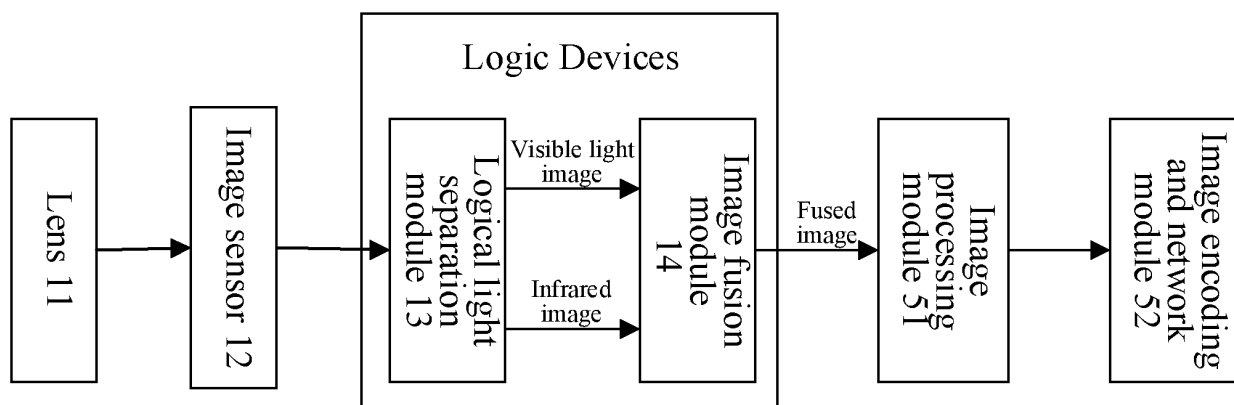 Logic Devices
Lens 11
Image sensor 12
Logical light
separation
module 13
Visible light
image
Infrared
image
Image fusion
module
14
Fused
image
Image
processing
module 51
Image encoding
and network
module 52